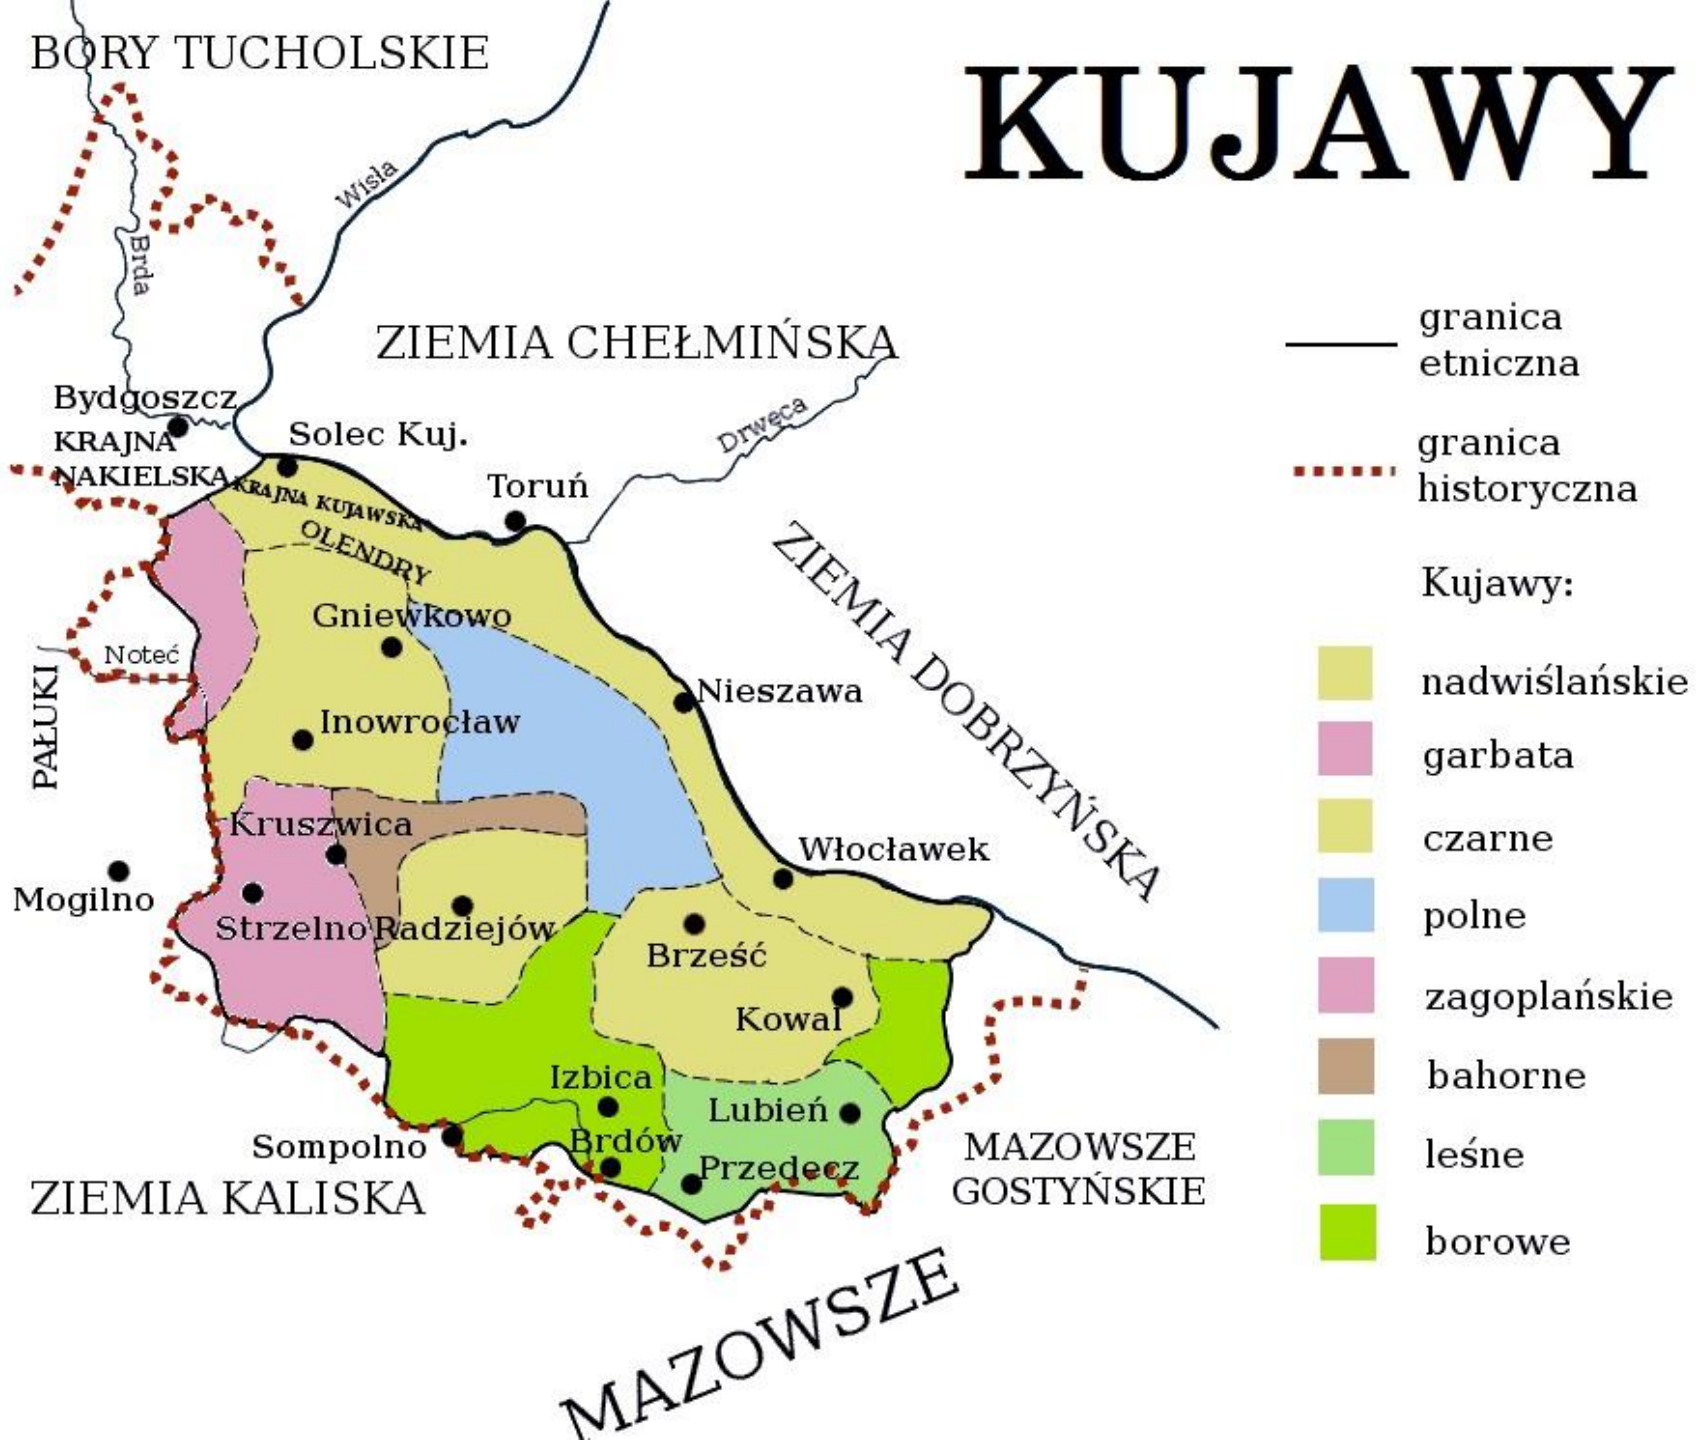 BORY TUCHOLSKIE
KUJAWY
Wisła
Brda
ZIEMIA CHEŁMIŃSKA
Drwęca
Bydgoszcz
KRAJNA
NAKIELSKA
Solec Kuj.
KRAJNA KUJAWSKA
OLENDRY
Toruń
ZIEMIA DOBRZYŃSKA
Gniewkowo
Noteć
PAŁUKI
Inowrocław
Nieszawa
Kruszwica
Włocławek
Mogilno
Strzelno
Radziejów
Brześć
Kowal
Izbica
Lubień
Sompolno
Brdów
Przedecz
ZIEMIA KALISKA
MAZOWSZE
GOSTYŃSKIE
MAZOWSZE
granica
etniczna
granica
historyczna
Kujawy:
nadwiślańskie
garbata
czarne
polne
zagoplańskie
bahorne
leśne
borowe